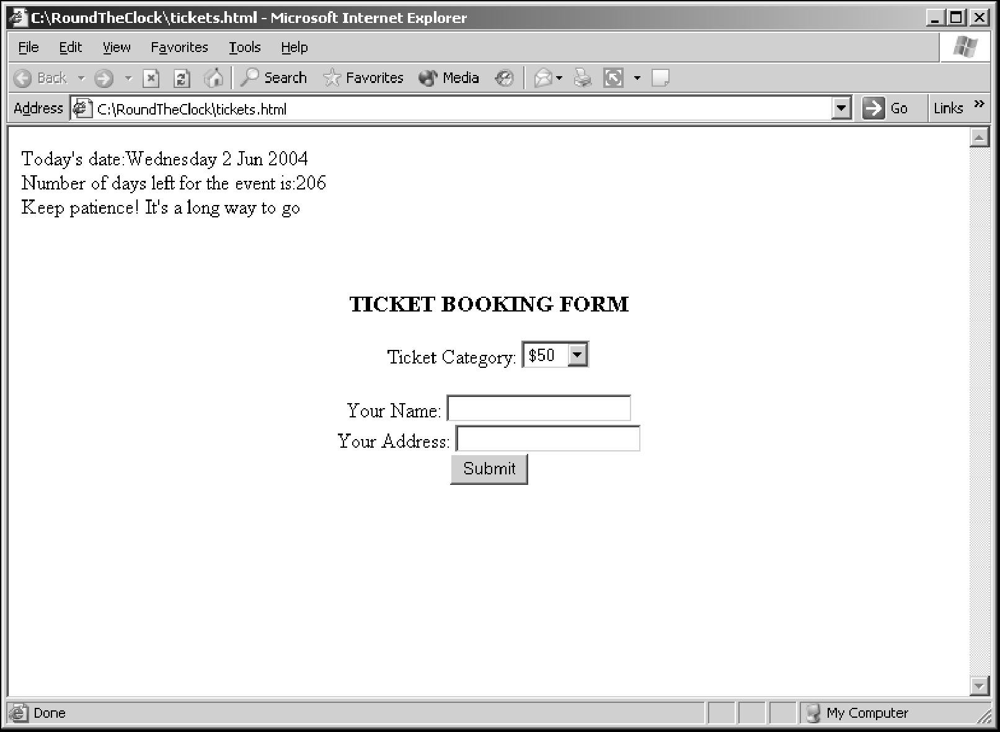 C:\RoundTheClock\tickets.html - Microsoft Internet Explorer
File Edit View Favorites Tools Help
Back Search Favorites Media
Address C:\RoundTheClock\tickets.html Go Links »
Today's date:Wednesday 2 Jun 2004
Number of days left for the event is:206
Keep patience! It's a long way to go
TICKET BOOKING FORM
Ticket Category: $50
Your Name:
Your Address:
Submit
Done My Computer